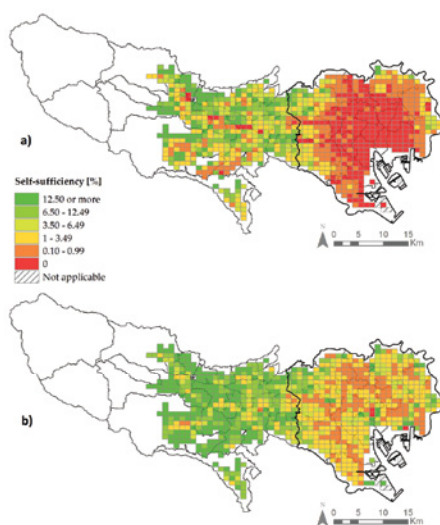 N
a)
Self-sufficiency [%]
12.50 or more
6.50 - 12.49
3.50 - 6.49
1 - 3.49
0.10 - 0.99
0
Not applicable
N
0 5 10 15
Km
b)
N
0 5 10 15
Km